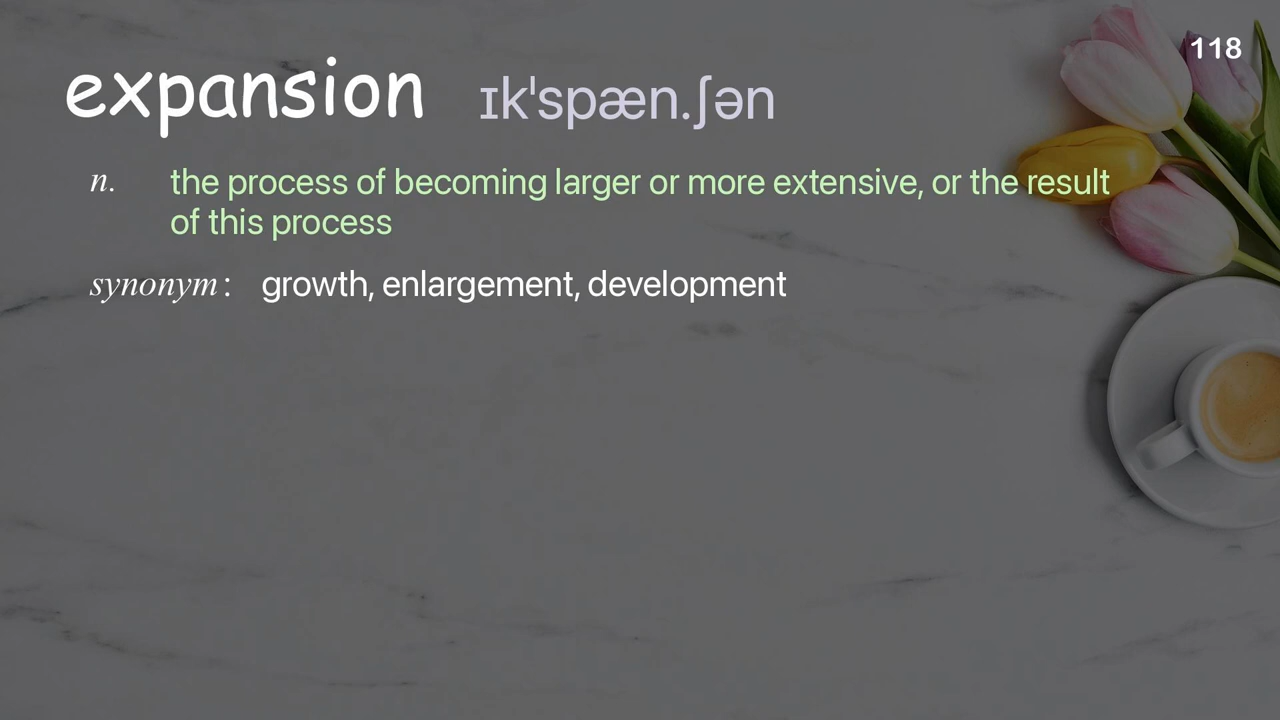 118
expansion ɪkˈspæn.ʃən
n. the process of becoming larger or more extensive, or the result
of this process
synonym: growth, enlargement, development